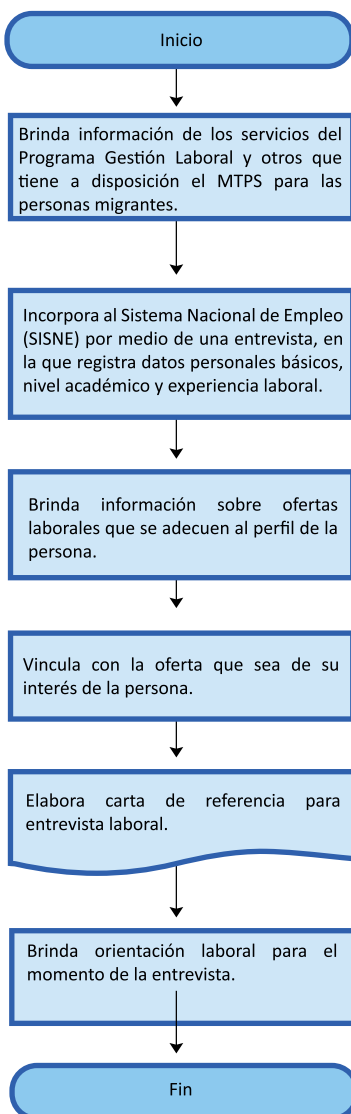 Inicio
Brinda información de los servicios del
Programa Gestión Laboral y otros que
tiene a disposición el MTPS para las
personas migrantes.
Incorpora al Sistema Nacional de Empleo
(SISNE) por medio de una entrevista, en
la que registra datos personales básicos,
nivel académico y experiencia laboral.
Brinda información sobre ofertas
laborales que se adecuen al perfil de la
persona.
Vincula con la oferta que sea de su
interés de la persona.
Elabora carta de referencia para
entrevista laboral.
Brinda orientación laboral para el
momento de la entrevista.
Fin